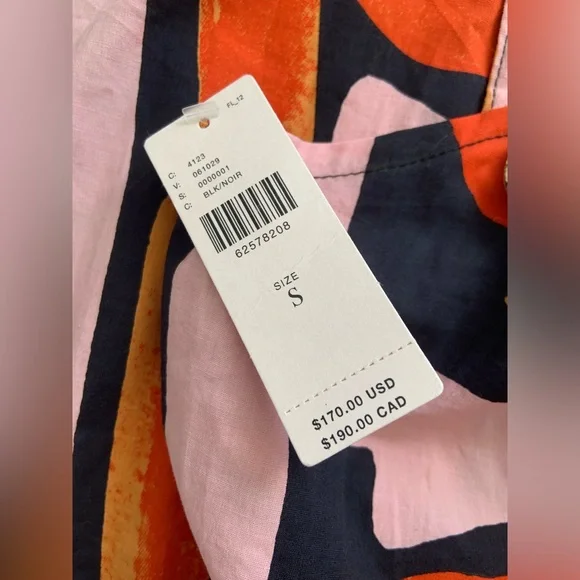 FL_12
C: 4123
V: 061029
S: 0000001
C: BLK/NOIR
62578208
SIZE
S
$170.00 USD
$190.00 CAD